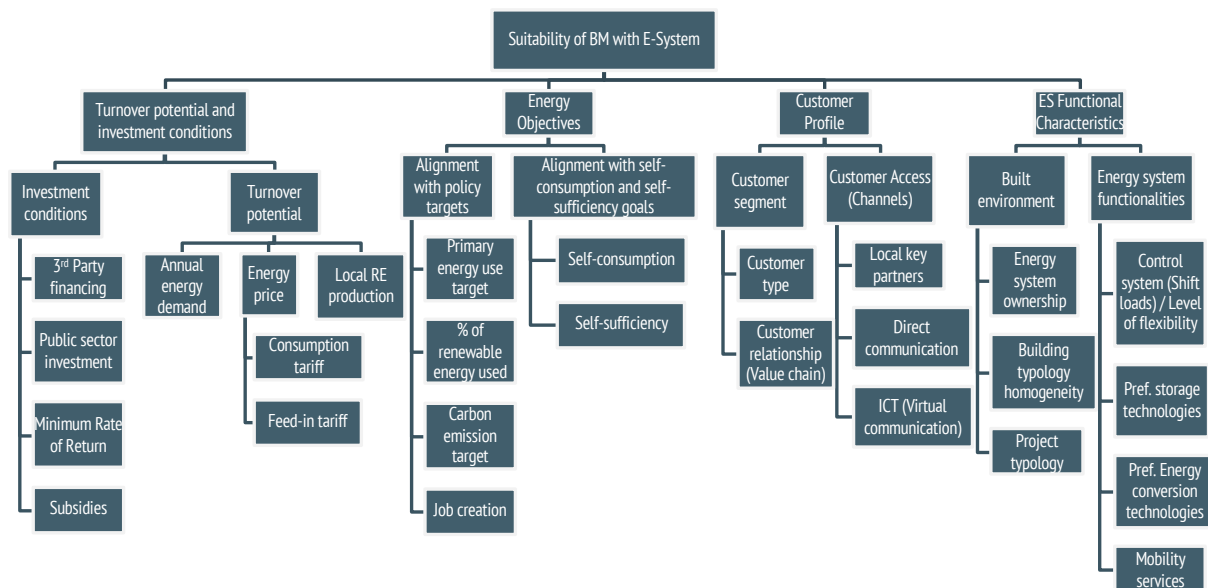 Suitability of BM with E-System
Turnover potential and
investment conditions
Energy
Objectives
Customer
Profile
ES Functional
Characteristics
Investment
conditions
Turnover
potential
Alignment
with policy
targets
Alignment with self-
consumption and self-
sufficiency goals
Customer
segment
Customer Access
(Channels)
Built
environment
Energy system
functionalities
3rd Party
financing
Public sector
investment
Minimum Rate
of Return
Subsidies
Annual
energy
demand
Energy
price
Local RE
production
Consumption
tariff
Feed-in tariff
Primary
energy use
target
% of
renewable
energy used
Carbon
emission
target
Job creation
Self-consumption
Self-sufficiency
Customer
type
Customer
relationship
(Value chain)
Local key
partners
Direct
communication
ICT (Virtual
communication)
Energy
system
ownership
Building
typology
homogeneity
Project
typology
Control
system (Shift
loads) / Level
of flexibility
Pref. storage
technologies
Pref. Energy
conversion
technologies
Mobility
services